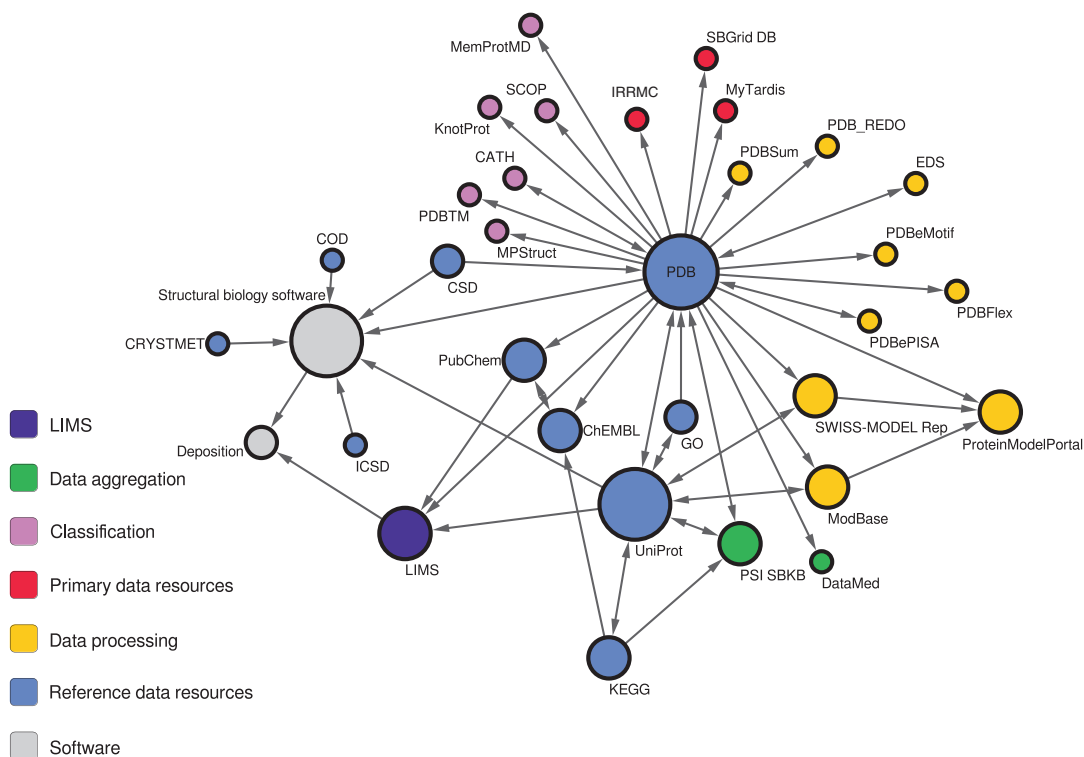 SBGrid DB
MemProtMD
SCOP
IRRMC
MyTardis
KnotProt
PDB_REDO
CATH
PDBSum
EDS
PDBTM
MPStruct
PDBeMotif
COD
CSD
PDB
PDBFlex
Structural biology software
PDBePISA
CRYSTMET
PubChem
SWISS-MODEL Rep
ProteinModelPortal
LIMS
Deposition
ICSD
ChEMBL
GO
Data aggregation
ModBase
Classification
LIMS
UniProt
PSI SBKB
DataMed
Primary data resources
Data processing
KEGG
Reference data resources
Software